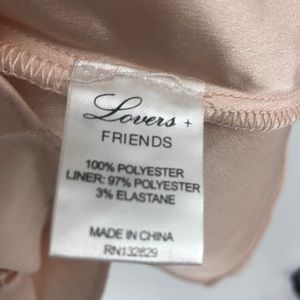 Lovers +
FRIENDS
100% POLYESTER
LINER: 97% POLYESTER
3% ELASTANE
MADE IN CHINA
RN132829